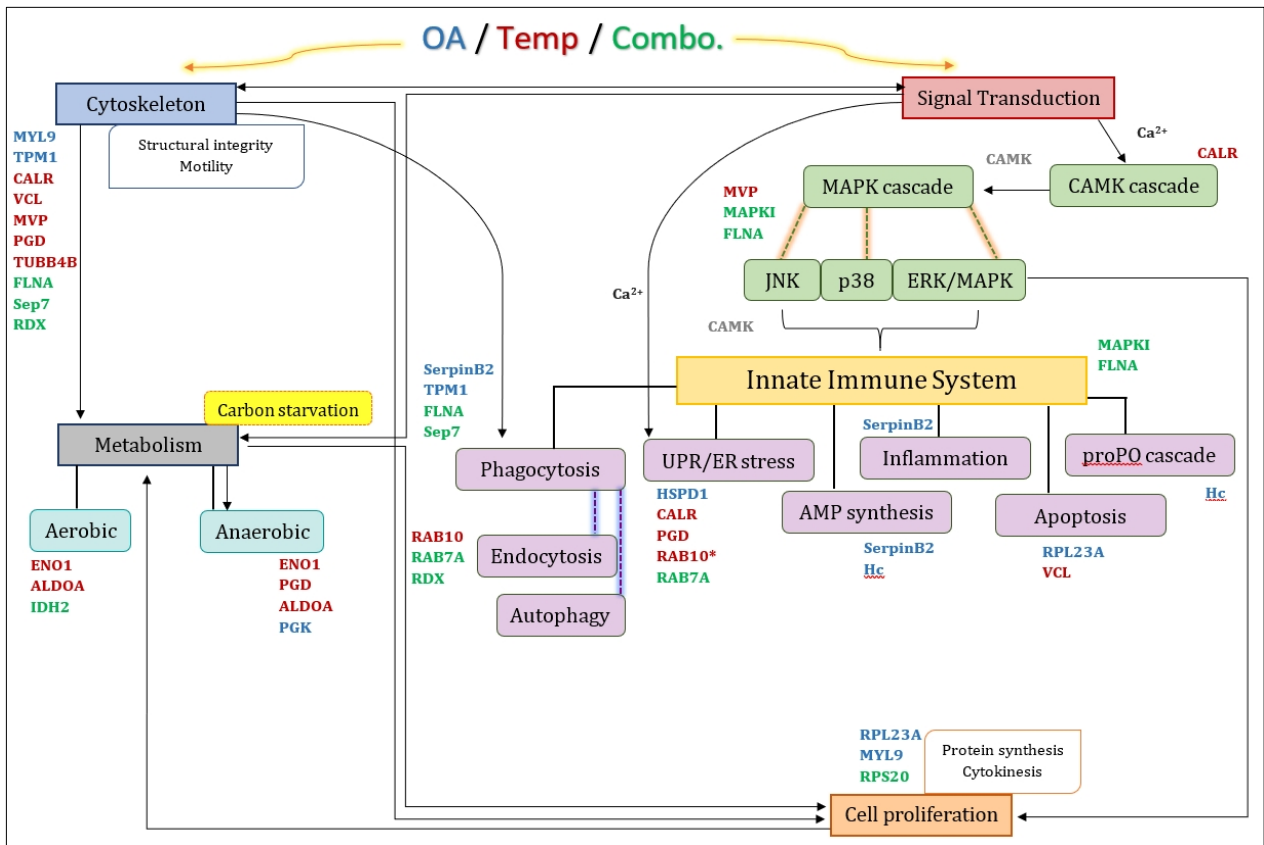 OA / Temp / Combo.
Cytoskeleton
Signal Transduction
Structural integrity
Motility
MYL9
TPM1
CALR
VCL
MVP
PGD
TUBB4B
FLNA
Sep7
RDX
Ca²⁺
CALR
CAMK
CAMK cascade
MAPK cascade
MVP
MAPKI
FLNA
JNK
p38
ERK/MAPK
Ca²⁺
CAMK
MAPKI
FLNA
Innate Immune System
Carbon starvation
Metabolism
Aerobic
Anaerobic
ENO1
ALDOA
IDH2
ENO1
PGD
ALDOA
PGK
SerpinB2
TPM1
FLNA
Sep7
Phagocytosis
RAB10
RAB7A
RDX
Endocytosis
Autophagy
UPR/ER stress
HSPD1
CALR
PGD
RAB10*
RAB7A
SerpinB2
Inflammation
AMP synthesis
SerpinB2
Hc
Apoptosis
RPL23A
VCL
proPO cascade
Hc
RPL23A
MYL9
RPS20
Protein synthesis
Cytokinesis
Cell proliferation